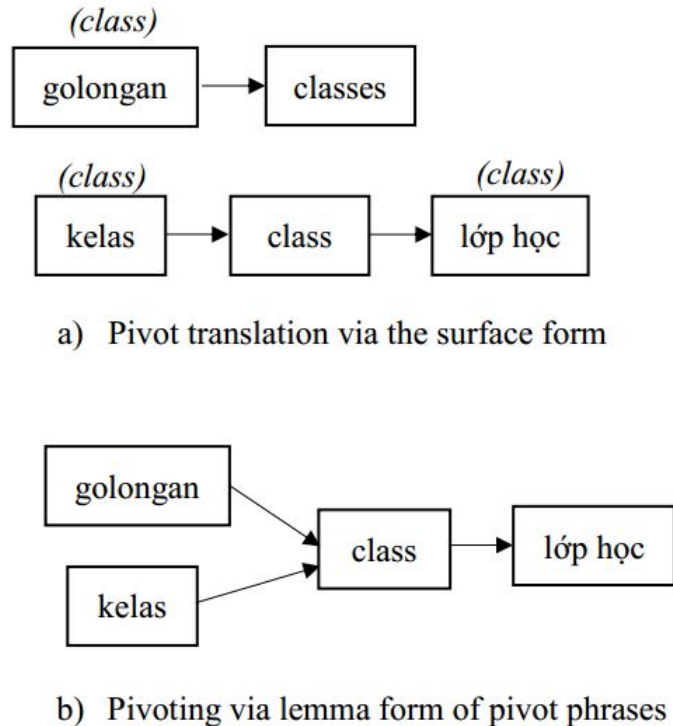 (class)
golongan classes
(class) (class)
kelas class lớp học
a) Pivot translation via the surface form
golongan
class lớp học
kelas
b) Pivoting via lemma form of pivot phrases